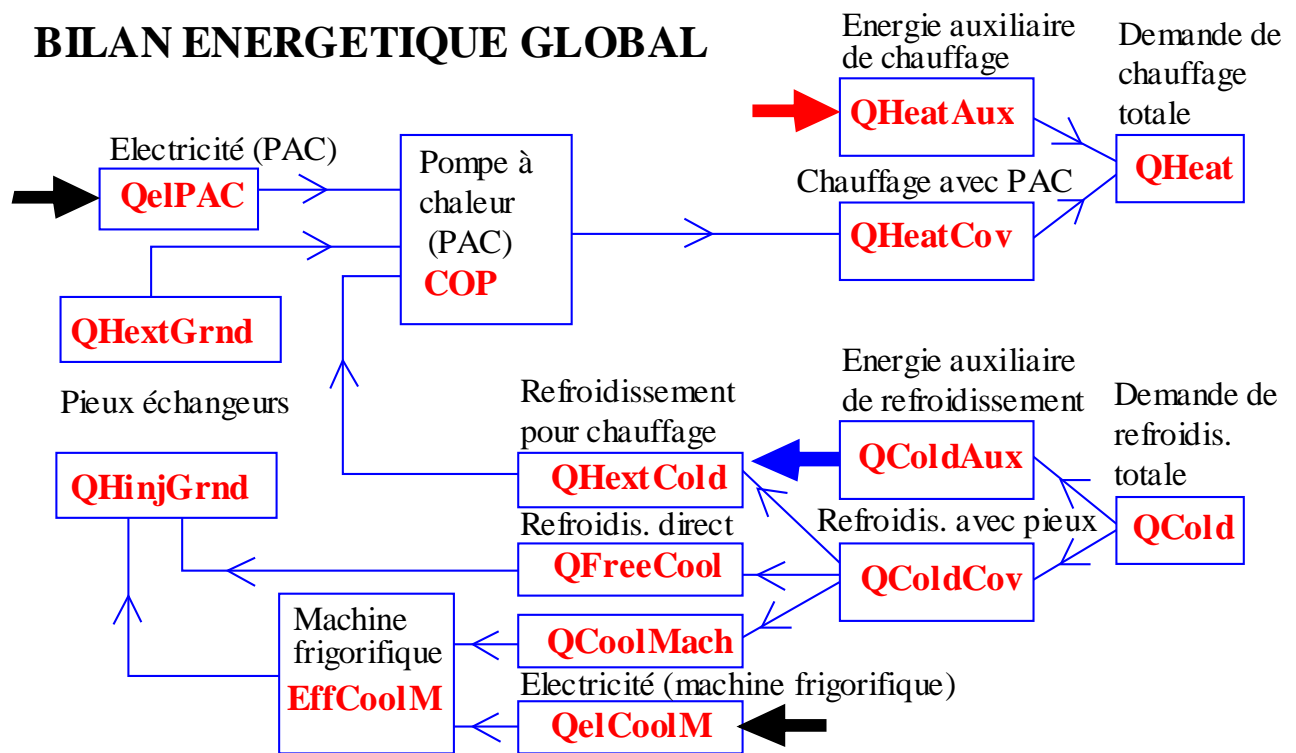 BILAN ENERGETIQUE GLOBAL
Energie auxiliaire
de chauffage
QHeatAux
Demande de
chauffage
totale
QHeat
Electricité (PAC)
QelPAC
Pompe à
chaleur
(PAC)
COP
Chauffage avec PAC
QHeatCov
QHextGrnd
Pieux échangeurs
QHinjGrnd
Refroidissement
pour chauffage
QHextCold
Energie auxiliaire
de refroidissement
QColdAux
Demande de
refroidis.
totale
QCold
Refroidis. direct
QFreeCool
Refroidis. avec pieux
QColdCov
Machine
frigorifique
EffCoolM
QCoolMach
Electricité (machine frigorifique)
QelCoolM